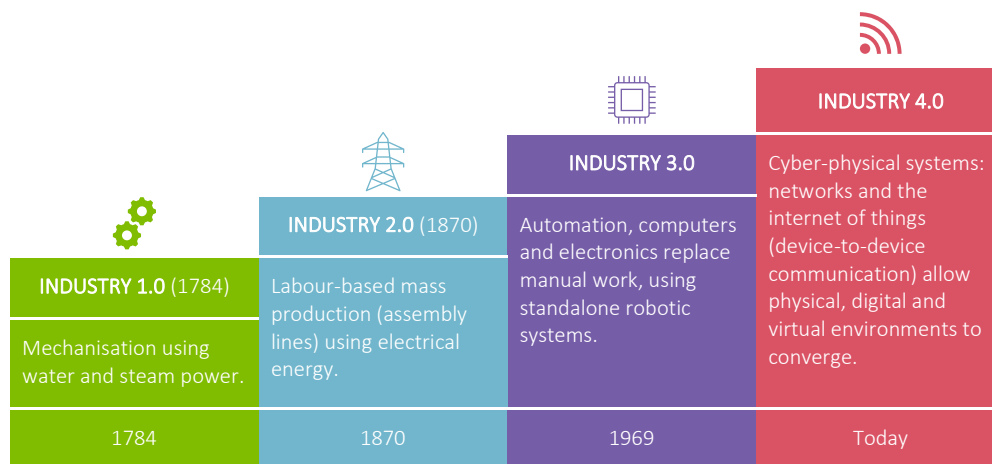 INDUSTRY 1.0 (1784)
Mechanisation using
water and steam power.
1784
INDUSTRY 2.0 (1870)
Labour-based mass
production (assembly
lines) using electrical
energy.
1870
INDUSTRY 3.0
Automation, computers
and electronics replace
manual work, using
standalone robotic
systems.
1969
INDUSTRY 4.0
Cyber-physical systems:
networks and the
internet of things
(device-to-device
communication) allow
physical, digital and
virtual environments to
converge.
Today